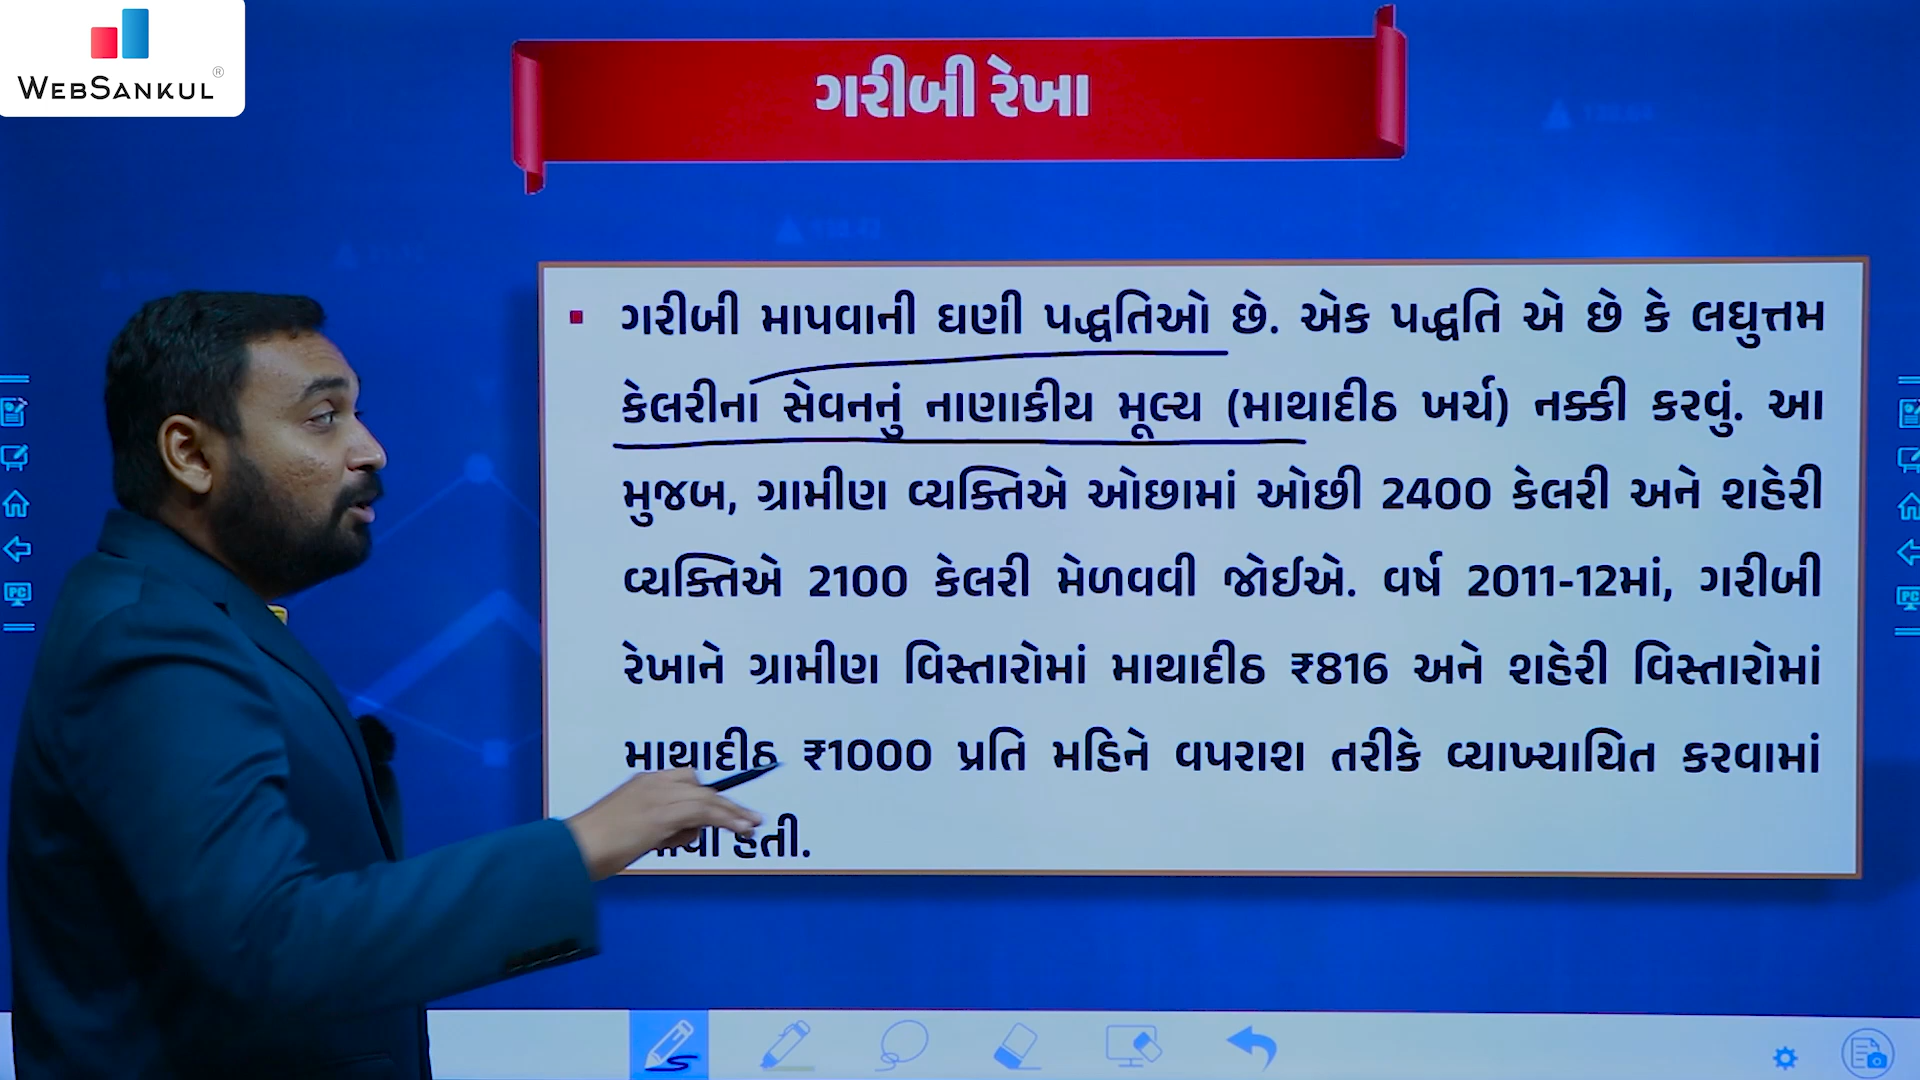 WEBSANKUL®
ગરીબી રેખા
▪ ગરીબી માપવાની ઘણી પદ્ધતિઓ છે. એક પદ્ધતિ એ છે કે લઘુત્તમ
કેલરીના સેવનનું નાણાકીય મૂલ્ય (માથાદીઠ ખર્ચ) નક્કી કરવું. આ
મુજબ, ગ્રામીણ વ્યક્તિએ ઓછામાં ઓછી 2400 કેલરી અને શહેરી
વ્યક્તિએ 2100 કેલરી મેળવવી જોઈએ. વર્ષ 2011-12માં, ગરીબી
રેખાને ગ્રામીણ વિસ્તારોમાં માથાદીઠ ₹816 અને શહેરી વિસ્તારોમાં
માથાદીઠ ₹1000 પ્રતિ મહિને વપરાશ તરીકે વ્યાખ્યાયિત કરવામાં
હતી.
PC
PC